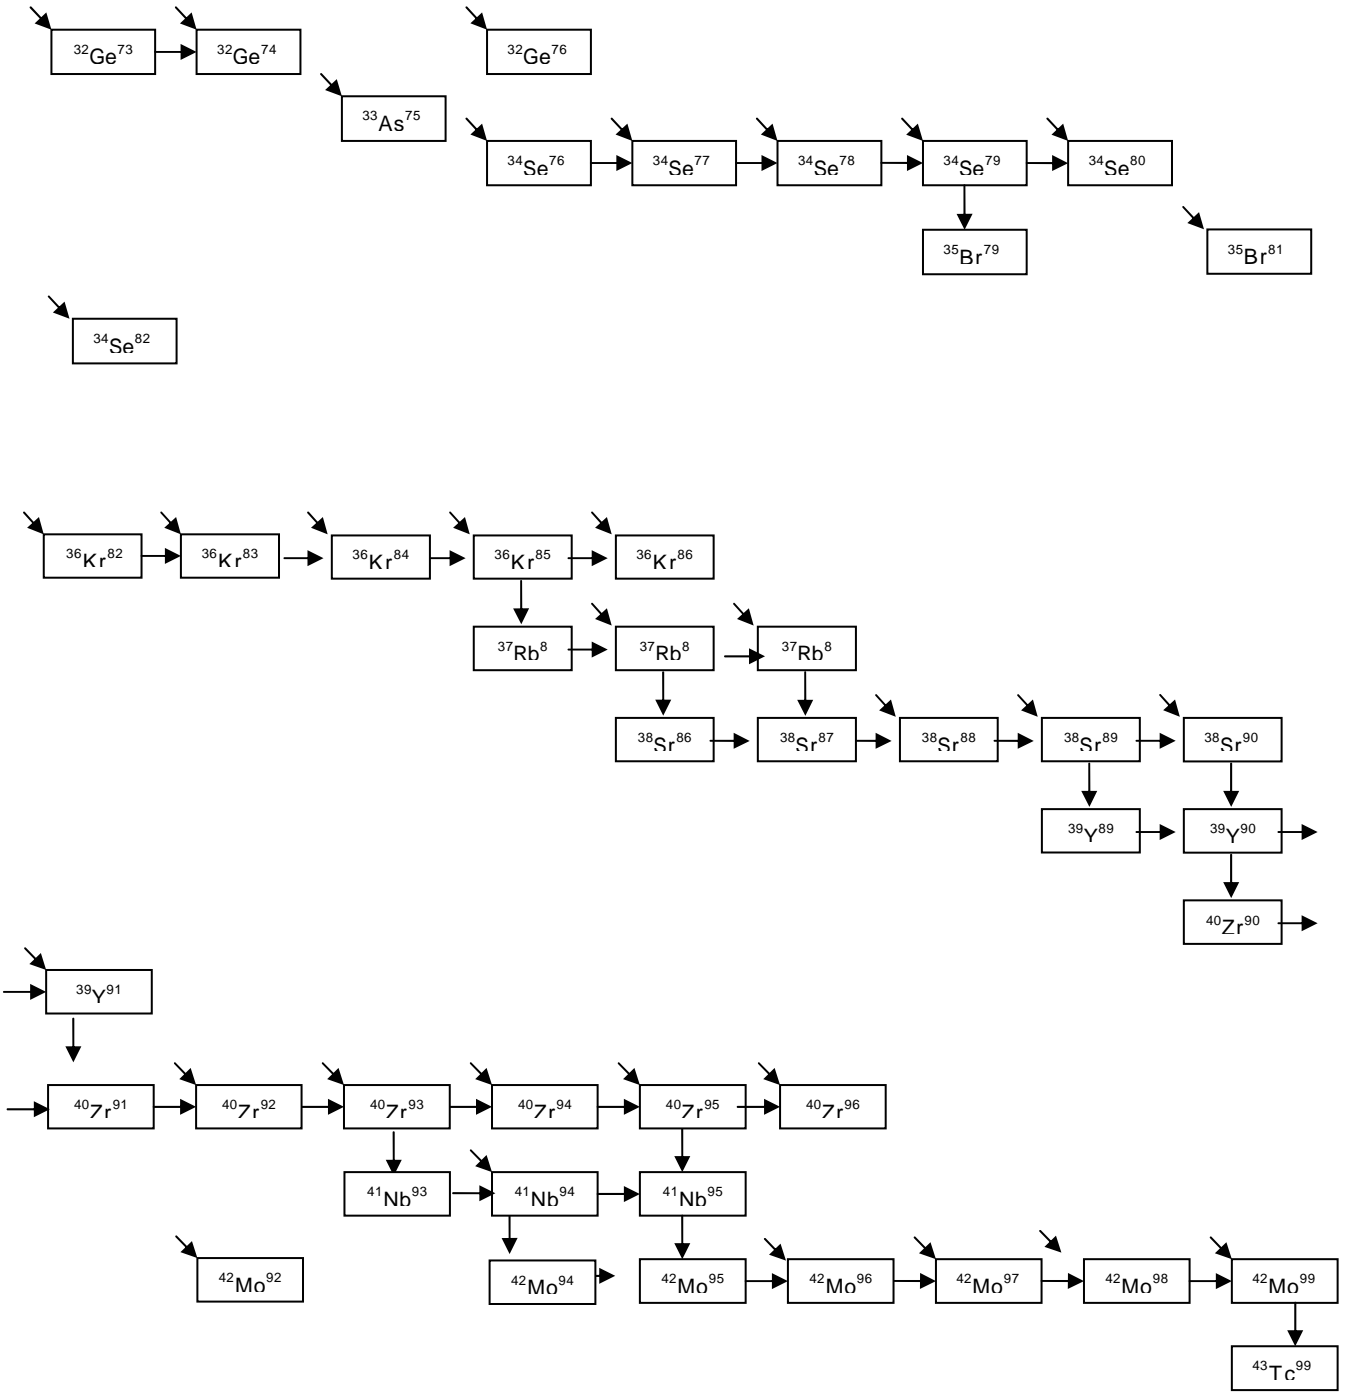 32Ge73 32Ge74 32Ge76
33As75
34Se76 34Se77 34Se78 34Se79 34Se80
35Br79 35Br81
34Se82
36Kr82 36Kr83 36Kr84 36Kr85 36Kr86
37Rb8 37Rb8 37Rb8
38Sr86 38Sr87 38Sr88 38Sr89 38Sr90
39Y89 39Y90
40Zr90
39Y91
40Zr91 40Zr92 40Zr93 40Zr94 40Zr95 40Zr96
41Nb93 41Nb94 41Nb95
42Mo92 42Mo94 42Mo95 42Mo96 42Mo97 42Mo98 42Mo99
43Tc99